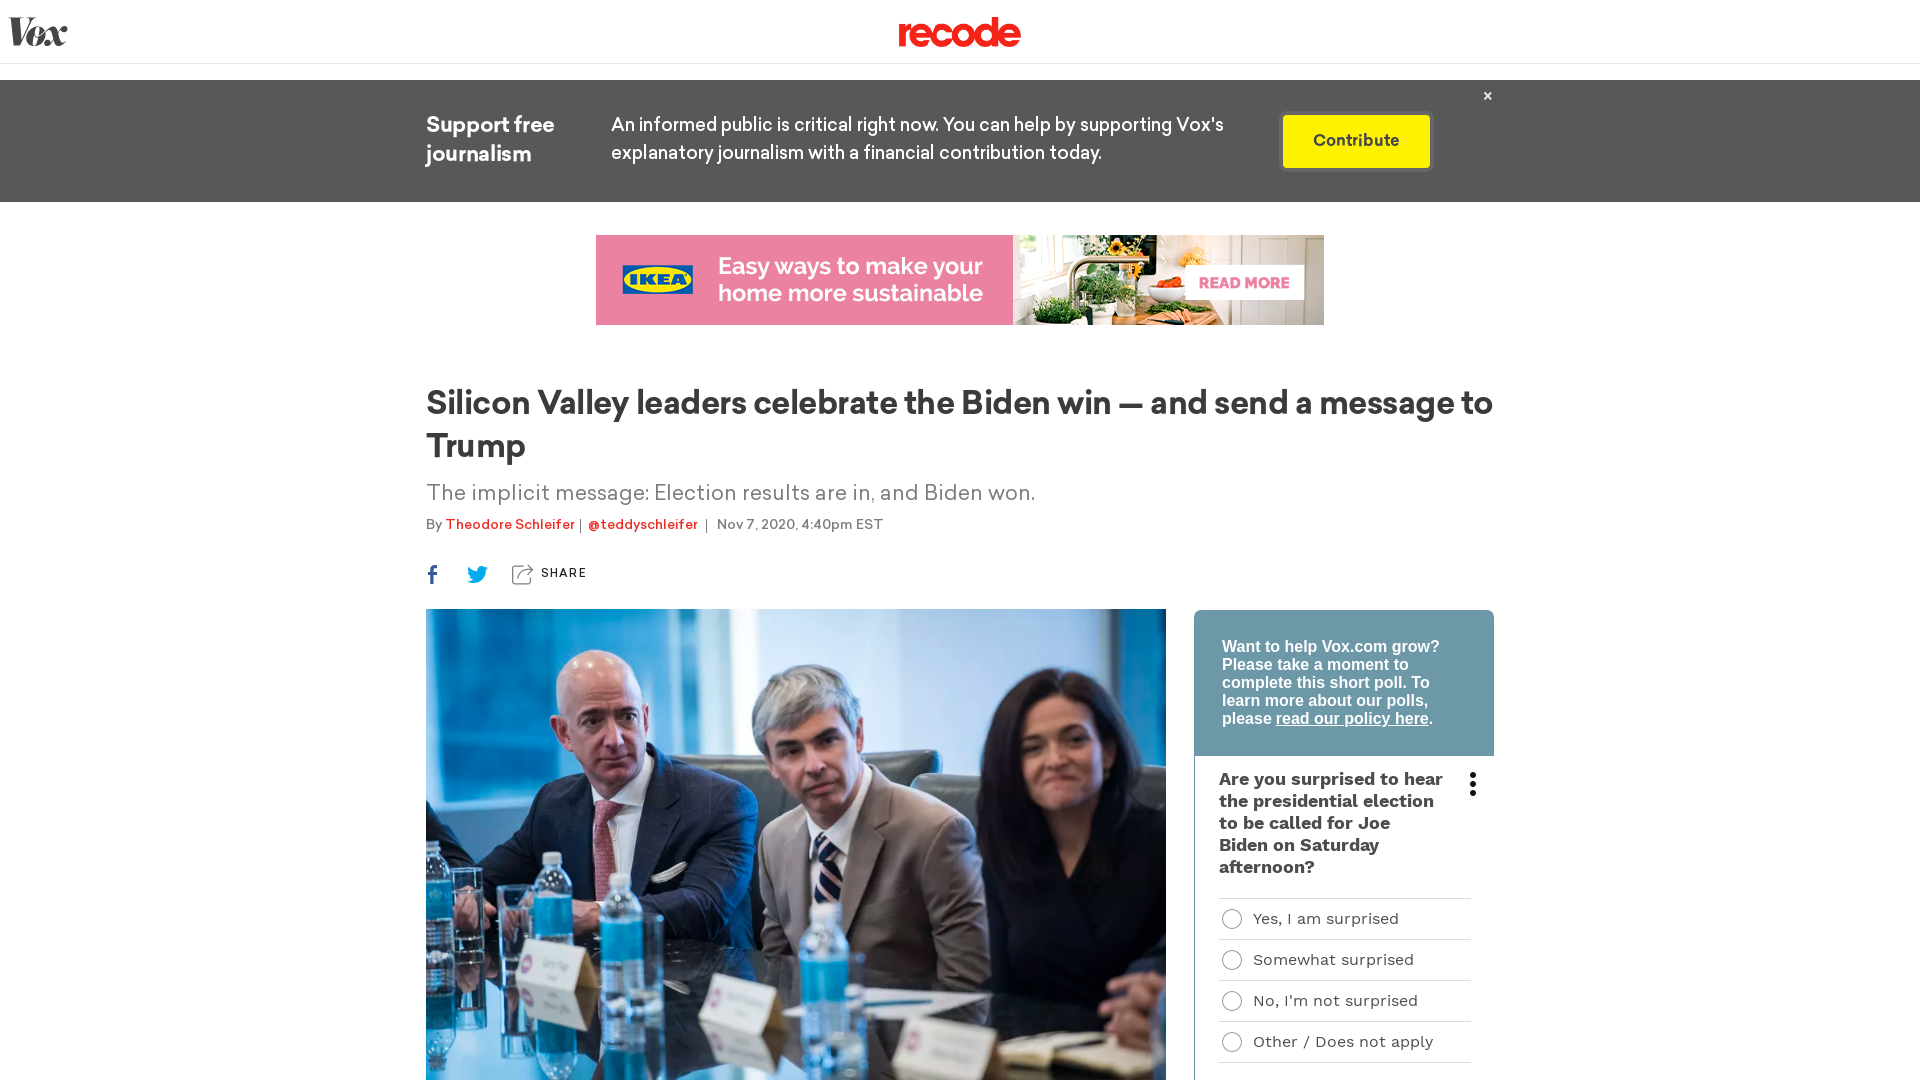 Vox
recode
×
Support free
journalism
An informed public is critical right now. You can help by supporting Vox's
explanatory journalism with a financial contribution today.
Contribute
IKEA
Easy ways to make your
home more sustainable
READ MORE
Silicon Valley leaders celebrate the Biden win — and send a message to
Trump
The implicit message: Election results are in, and Biden won.
By Theodore Schleifer | @teddyschleifer | Nov 7, 2020, 4:40pm EST
SHARE
Want to help Vox.com grow?
Please take a moment to
complete this short poll. To
learn more about our polls,
please read our policy here.
Are you surprised to hear
the presidential election
to be called for Joe
Biden on Saturday
afternoon?
Yes, I am surprised
Somewhat surprised
No, I'm not surprised
Other / Does not apply